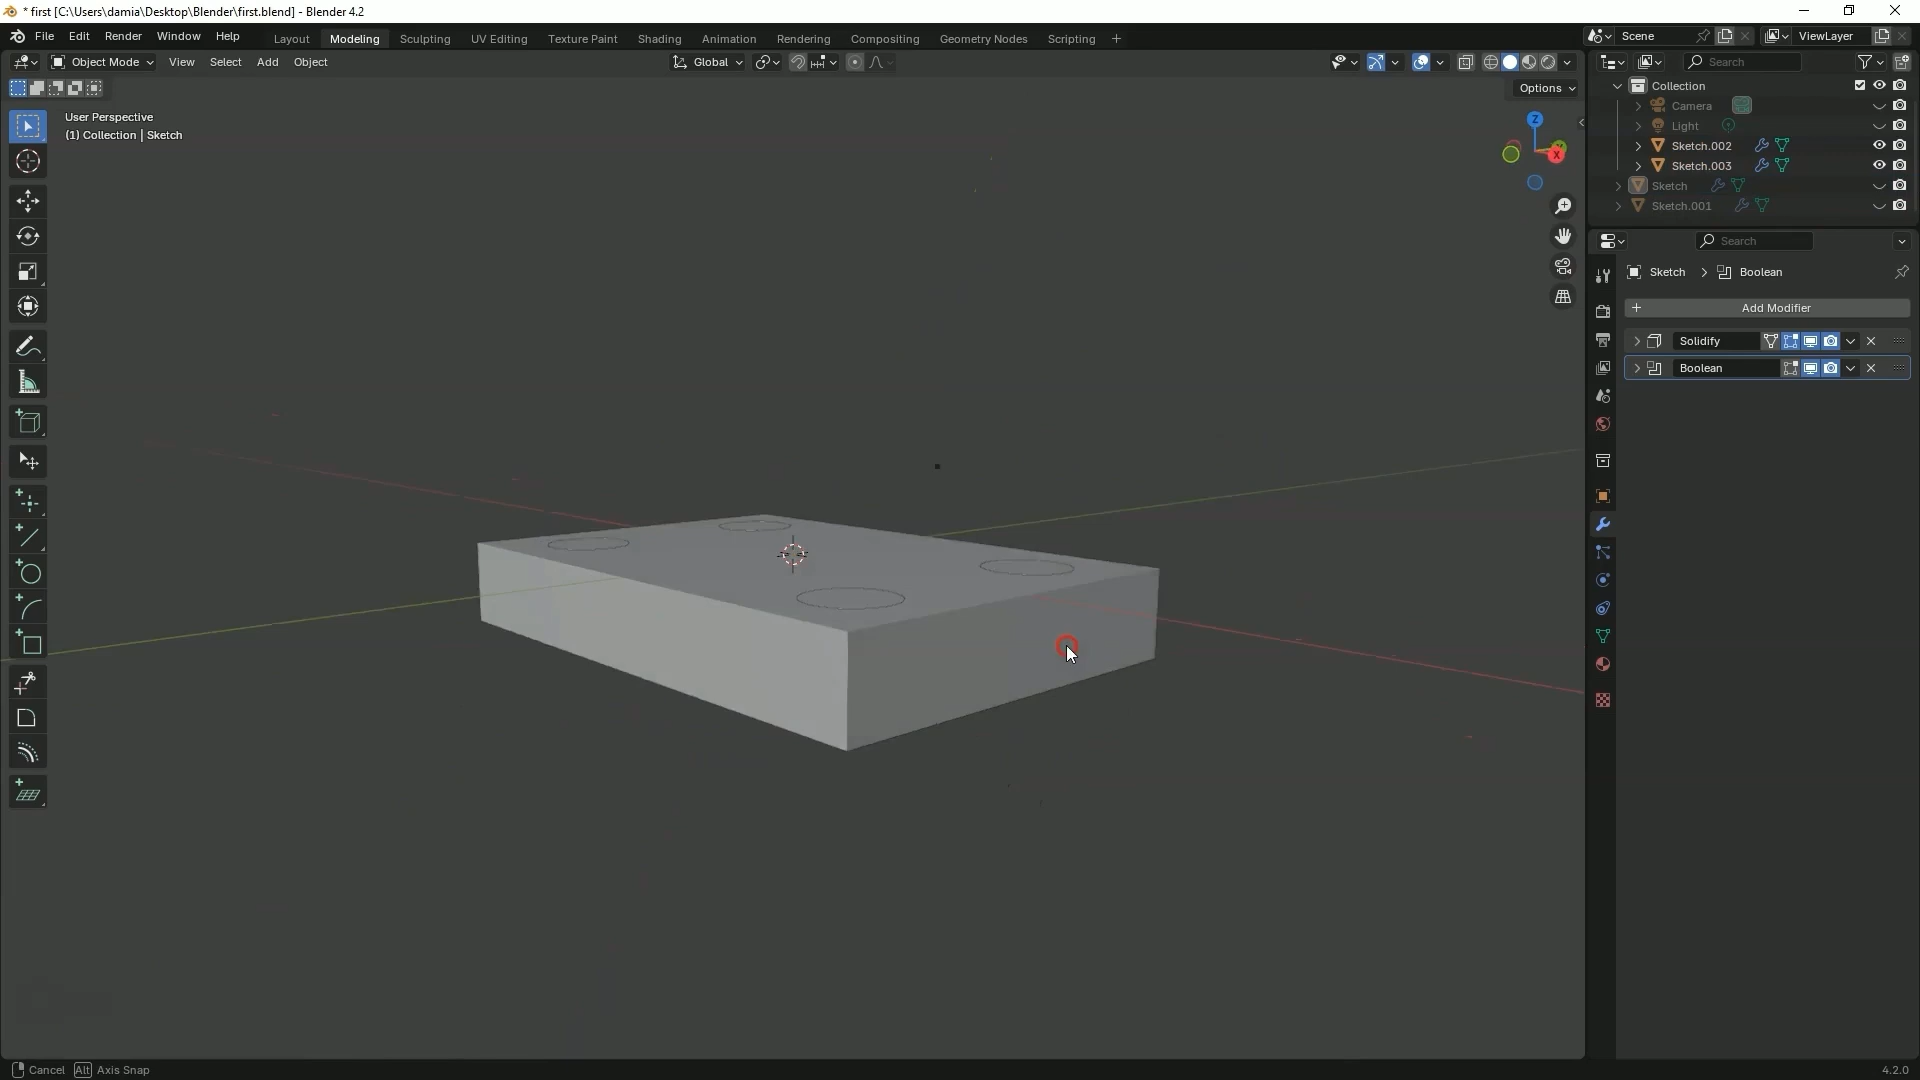 * first [C:\Users\damia\Desktop\Blender\first.blend] - Blender 4.2
File Edit Render Window Help Layout Modeling Sculpting UV Editing Texture Paint Shading Animation Rendering Compositing Geometry Nodes Scripting + Scene ViewLayer
Object Mode View Select Add Object Global Search
Options
User Perspective
(1) Collection | Sketch
Z
Y
X
Collection
Camera
Light
Sketch.002
Sketch.003
Sketch
Sketch.001
Search
Sketch > Boolean
+ Add Modifier
Solidify
Boolean
Cancel Alt Axis Snap 4.2.0